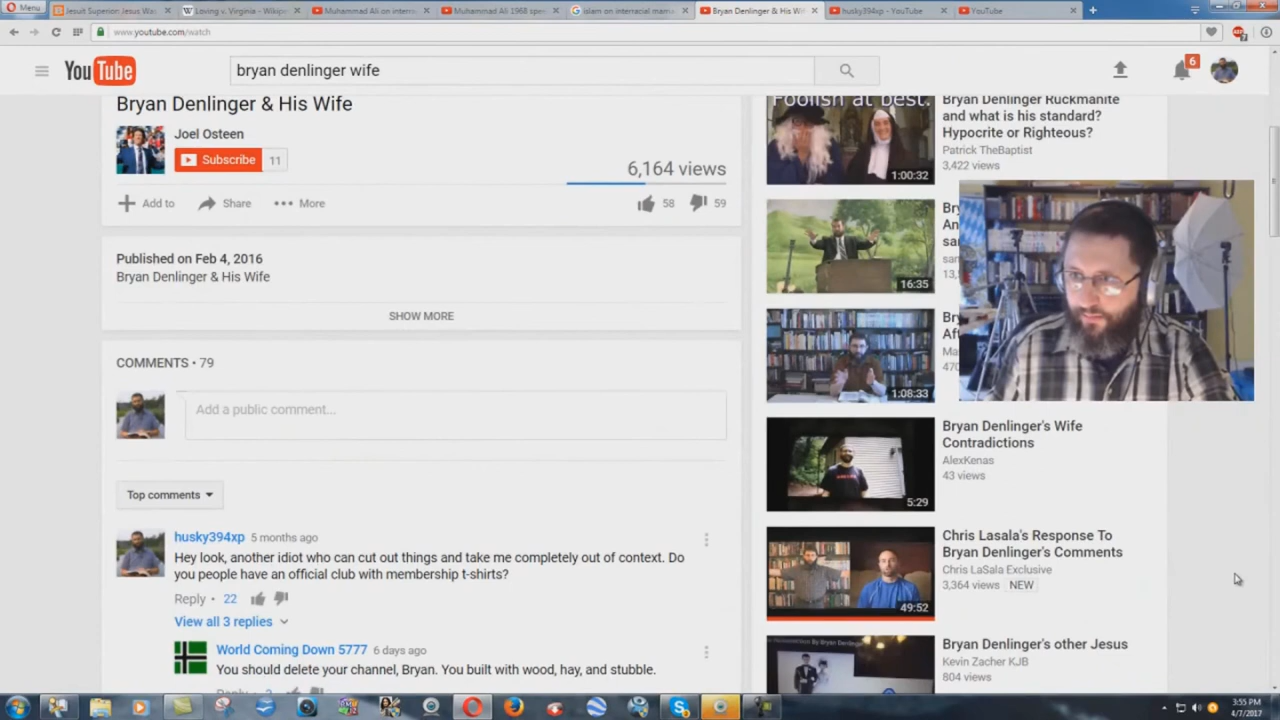 Menu
Jesuit Superior: Jesus Wa
Loving v. Virginia - Wikipe
Muhammad Ali on interra
Muhammad Ali 1968 spee
islam on interracial marria
Bryan Denlinger & His Wife
husky394xp - YouTube
YouTube
www.youtube.com/watch
YouTube
bryan denlinger wife
6
Bryan Denlinger & His Wife
Joel Osteen
Subscribe 11
6,164 views
Add to
Share
More
58
59
Published on Feb 4, 2016
Bryan Denlinger & His Wife
SHOW MORE
COMMENTS • 79
Add a public comment...
Top comments
husky394xp 5 months ago
Hey look, another idiot who can cut out things and take me completely out of context. Do
you people have an official club with membership t-shirts?
Reply • 22
View all 3 replies
World Coming Down 5777 6 days ago
You should delete your channel, Bryan. You built with wood, hay, and stubble.
Reply
Foolish at best.
1:00:32
Bryan Denlinger Ruckmanite
and what is his standard?
Hypocrite or Righteous?
Patrick TheBaptist
3,422 views
16:35
Bry
An
sa
san
13,
1:08:33
Bry
Aft
Ma
470
5:29
Bryan Denlinger's Wife
Contradictions
AlexKenas
43 views
49:52
Chris Lasala's Response To
Bryan Denlinger's Comments
Chris LaSala Exclusive
3,364 views NEW
Bryan Denlinger's other Jesus
Kevin Zacher KJB
804 views
3:55 PM
4/7/2017